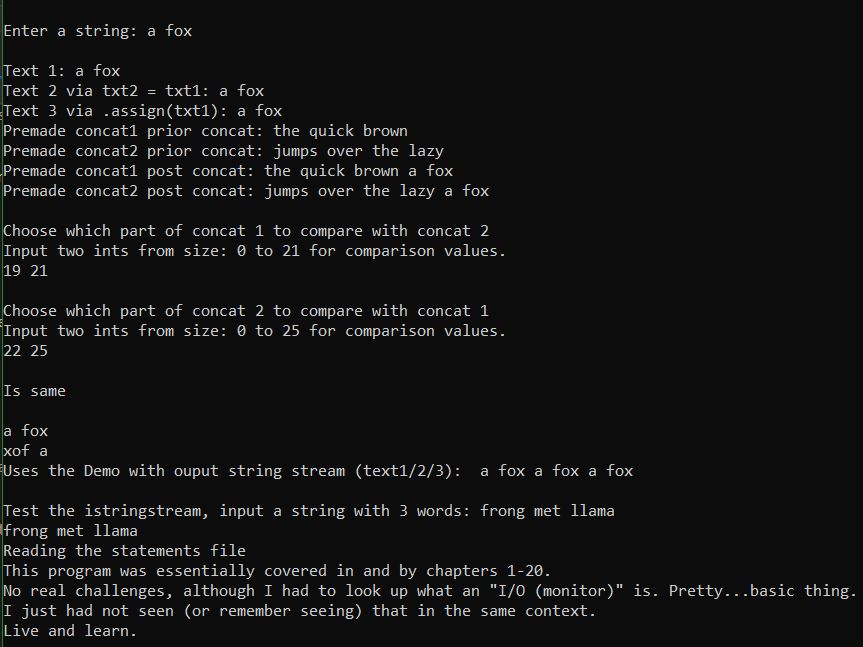 Enter a string: a fox
Text 1: a fox
Text 2 via txt2 = txt1: a fox
Text 3 via .assign(txt1): a fox
Premade concat1 prior concat: the quick brown
Premade concat2 prior concat: jumps over the lazy
Premade concat1 post concat: the quick brown a fox
Premade concat2 post concat: jumps over the lazy a fox
Choose which part of concat 1 to compare with concat 2
Input two ints from size: 0 to 21 for comparison values.
19 21
Choose which part of concat 2 to compare with concat 1
Input two ints from size: 0 to 25 for comparison values.
22 25
Is same
a fox
xof a
Uses the Demo with ouput string stream (text1/2/3):  a fox a fox a fox
Test the istringstream, input a string with 3 words: frong met llama
frong met llama
Reading the statements file
This program was essentially covered in and by chapters 1-20.
No real challenges, although I had to look up what an "I/O (monitor)" is. Pretty...basic thing.
I just had not seen (or remember seeing) that in the same context.
Live and learn.